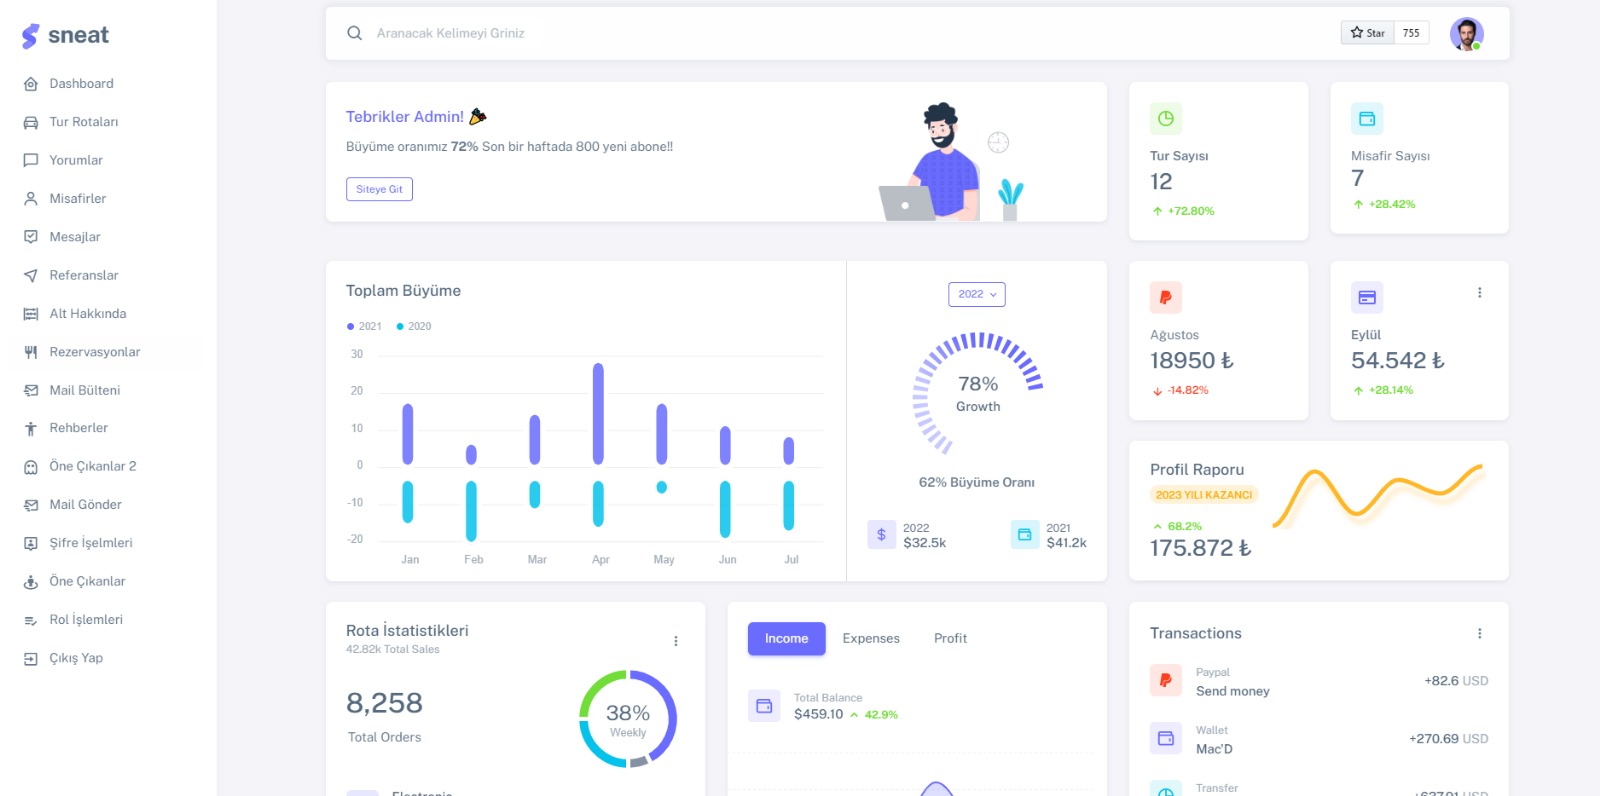 sneat
Dashboard
Tur Rotaları
Yorumlar
Misafirler
Mesajlar
Referanslar
Alt Hakkında
Rezervasyonlar
Mail Bülteni
Rehberler
Öne Çıkanlar 2
Mail Gönder
Şifre İşelmleri
Öne Çıkanlar
Rol İşlemleri
Çıkış Yap
Aranacak Kelimeyi Griniz
Star 755
Tebrikler Admin!
Büyüme oranımız 72% Son bir haftada 800 yeni abone!!
Siteye Git
Tur Sayısı
12
+72.80%
Misafir Sayısı
7
+28.42%
Toplam Büyüme
2021 2020
30
20
10
0
-10
-20
Jan Feb Mar Apr May Jun Jul
2022
78%
Growth
62% Büyüme Oranı
2022
$32.5k
2021
$41.2k
Ağustos
18950 ₺
-14.82%
Eylül
54.542 ₺
+28.14%
Profil Raporu
2023 YILI KAZANCI
68.2%
175.872 ₺
Rota İstatistikleri
42.82k Total Sales
8,258
Total Orders
38%
Weekly
Electronic
Income Expenses Profit
Total Balance
$459.10 42.9%
Transactions
Paypal
Send money
+82.6 USD
Wallet
Mac'D
+270.69 USD
Transfer
+637.91 USD